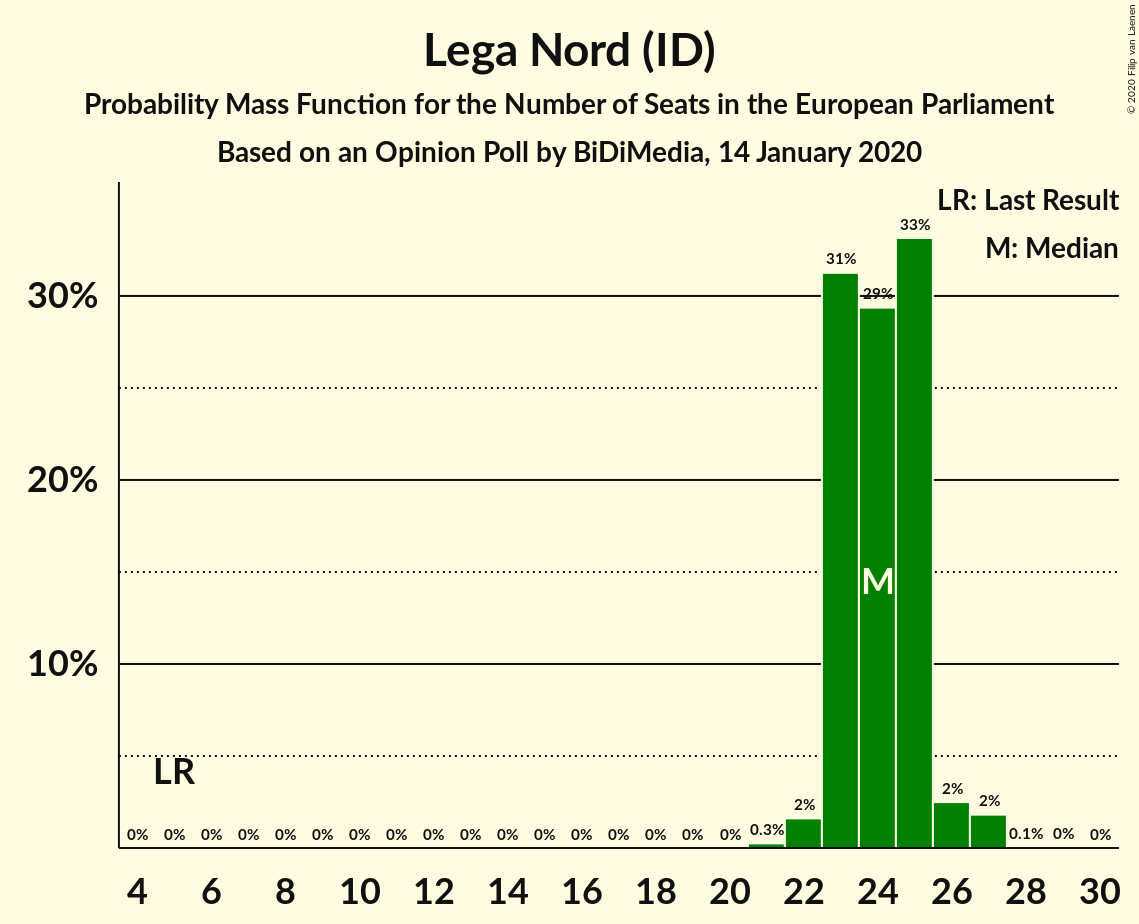 Lega Nord (ID)
Probability Mass Function for the Number of Seats in the European Parliament
Based on an Opinion Poll by BiDiMedia, 14 January 2020
© 2020 Filip van Laenen
LR: Last Result
M: Median
30%
20%
10%
33%
31%
29%
M
LR
0% 0% 0% 0% 0% 0% 0% 0% 0% 0% 0% 0% 0% 0% 0% 0% 0% 0.3% 2% 2% 2% 0.1% 0% 0%
4 6 8 10 12 14 16 18 20 22 24 26 28 30